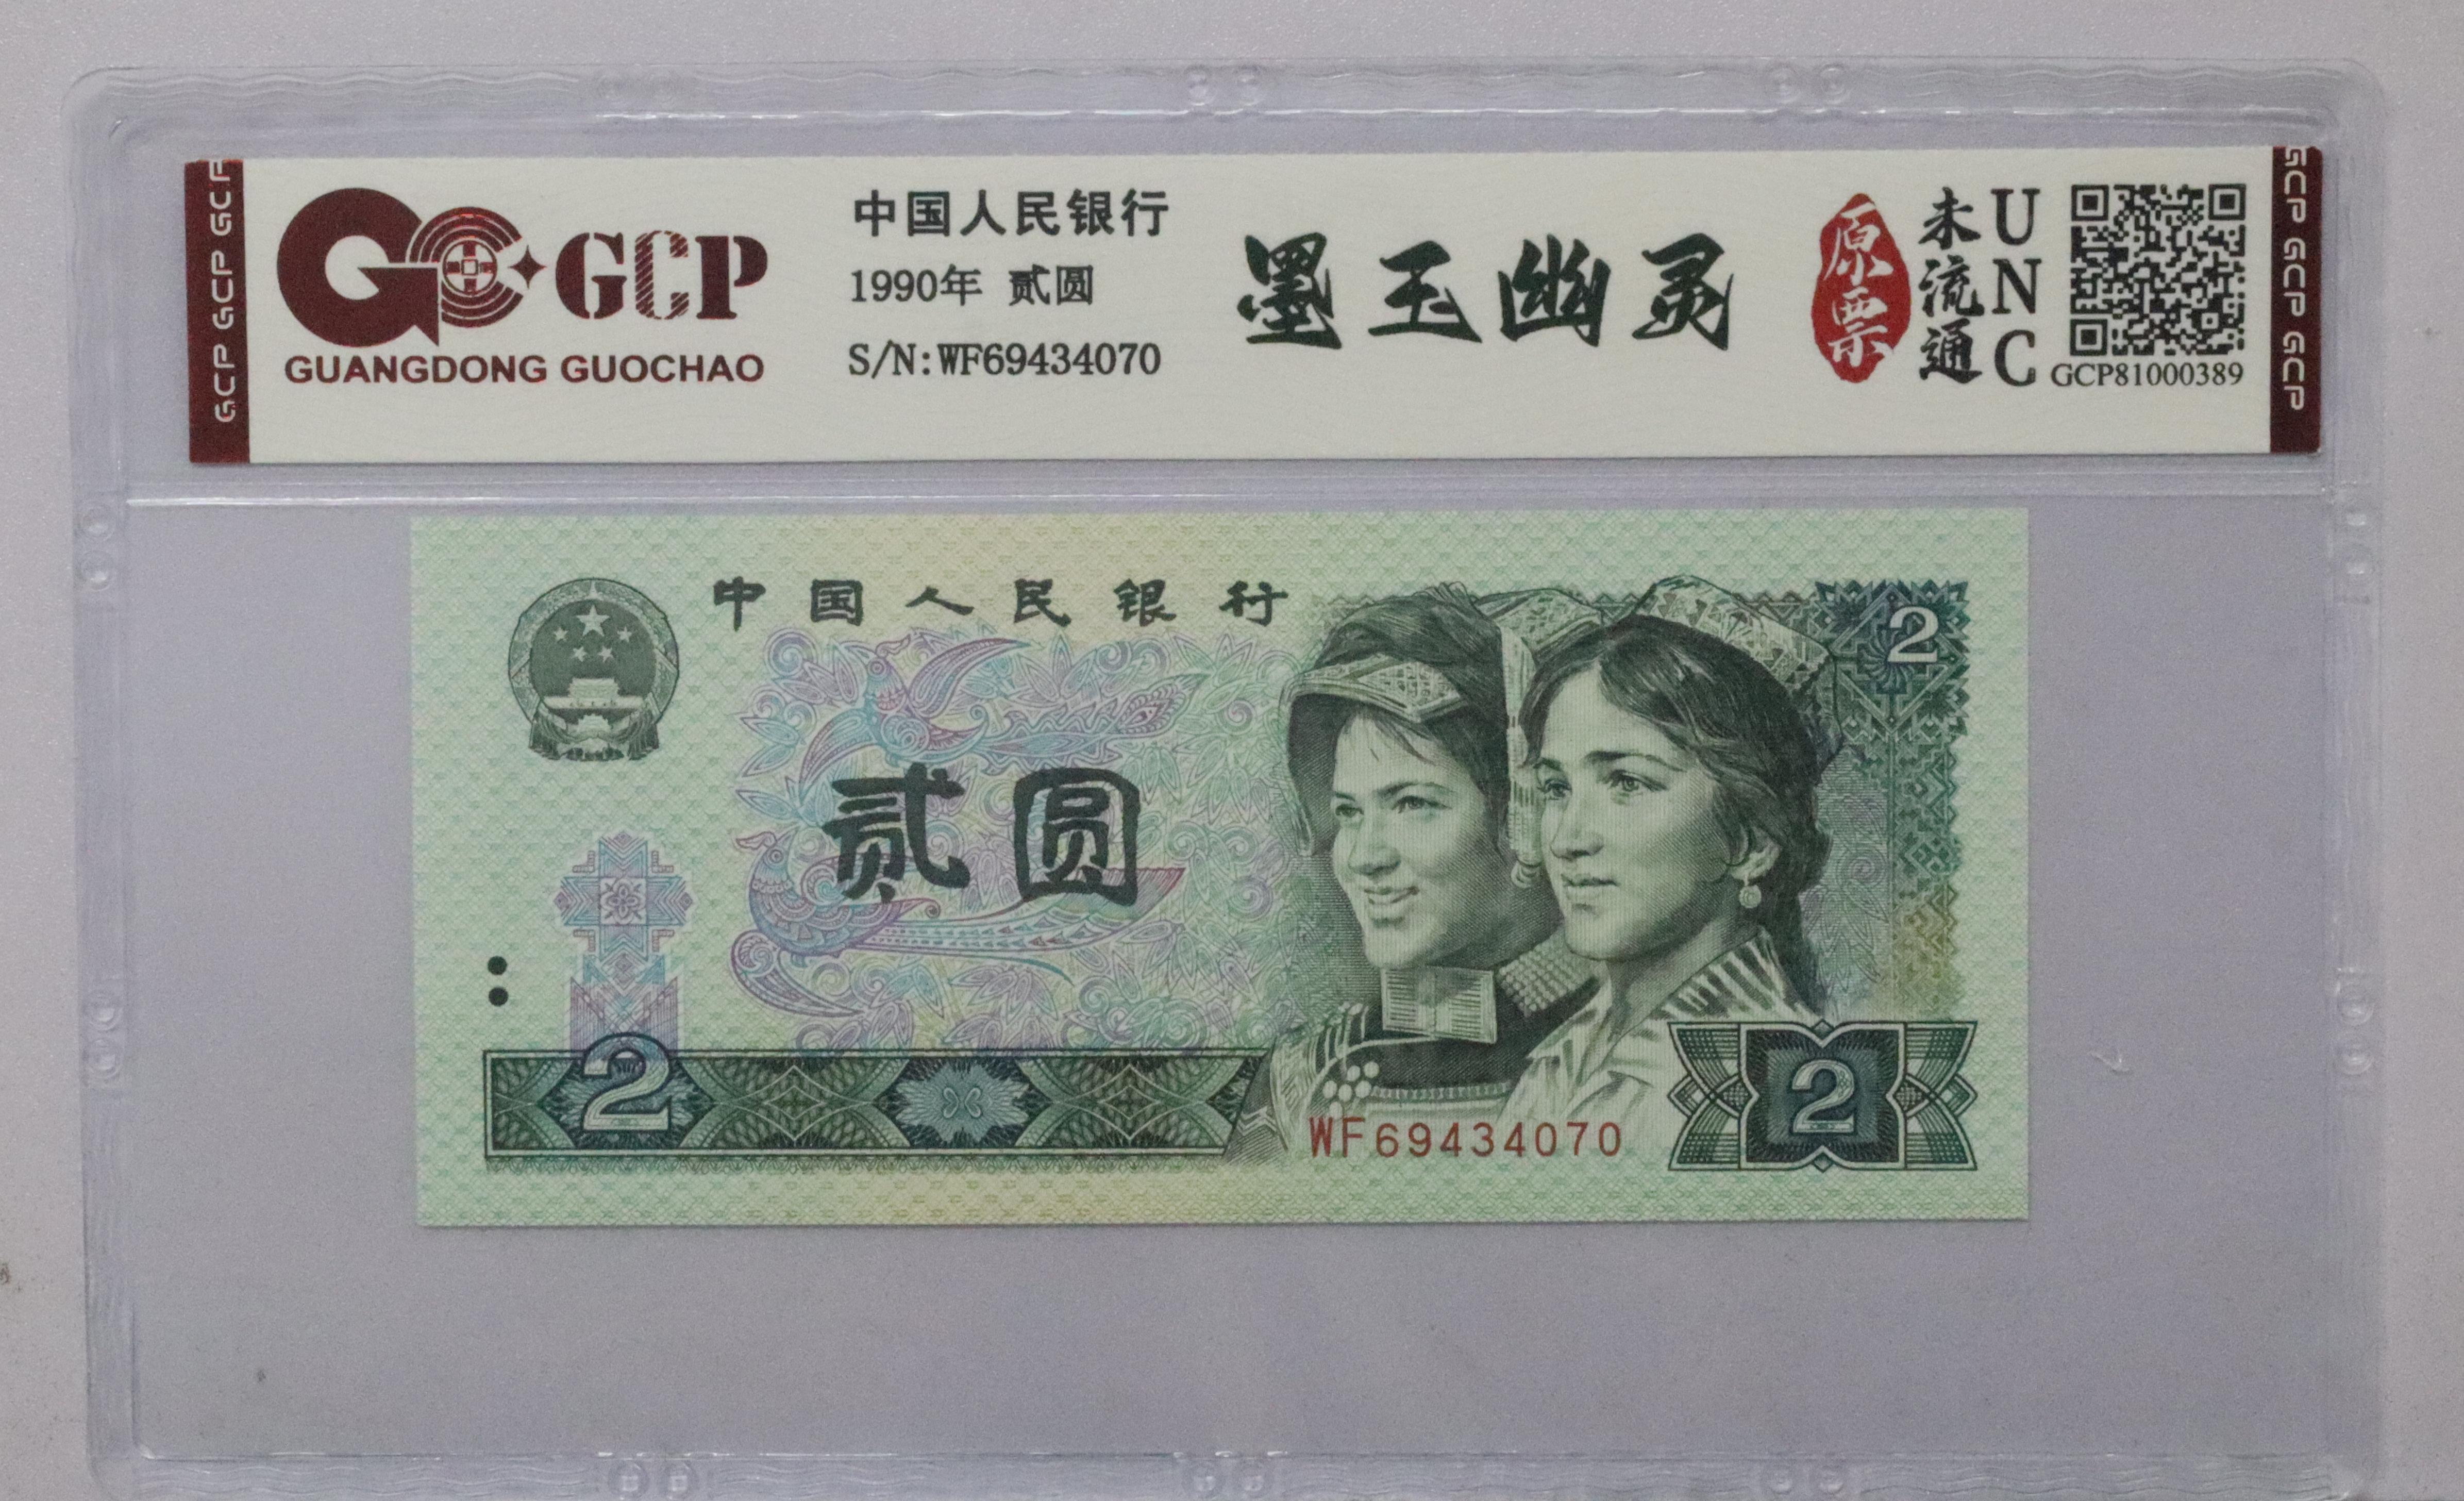 GCP GCP GCP
GCP
GUANGDONG GUOCHAO
中国人民银行
1990年 贰圆
S/N:WF69434070
墨玉幽灵
原票
未流通
UNC
GCP81000389
GCP GCP GCP
中国人民银行
2
贰圆
2
WF69434070
2